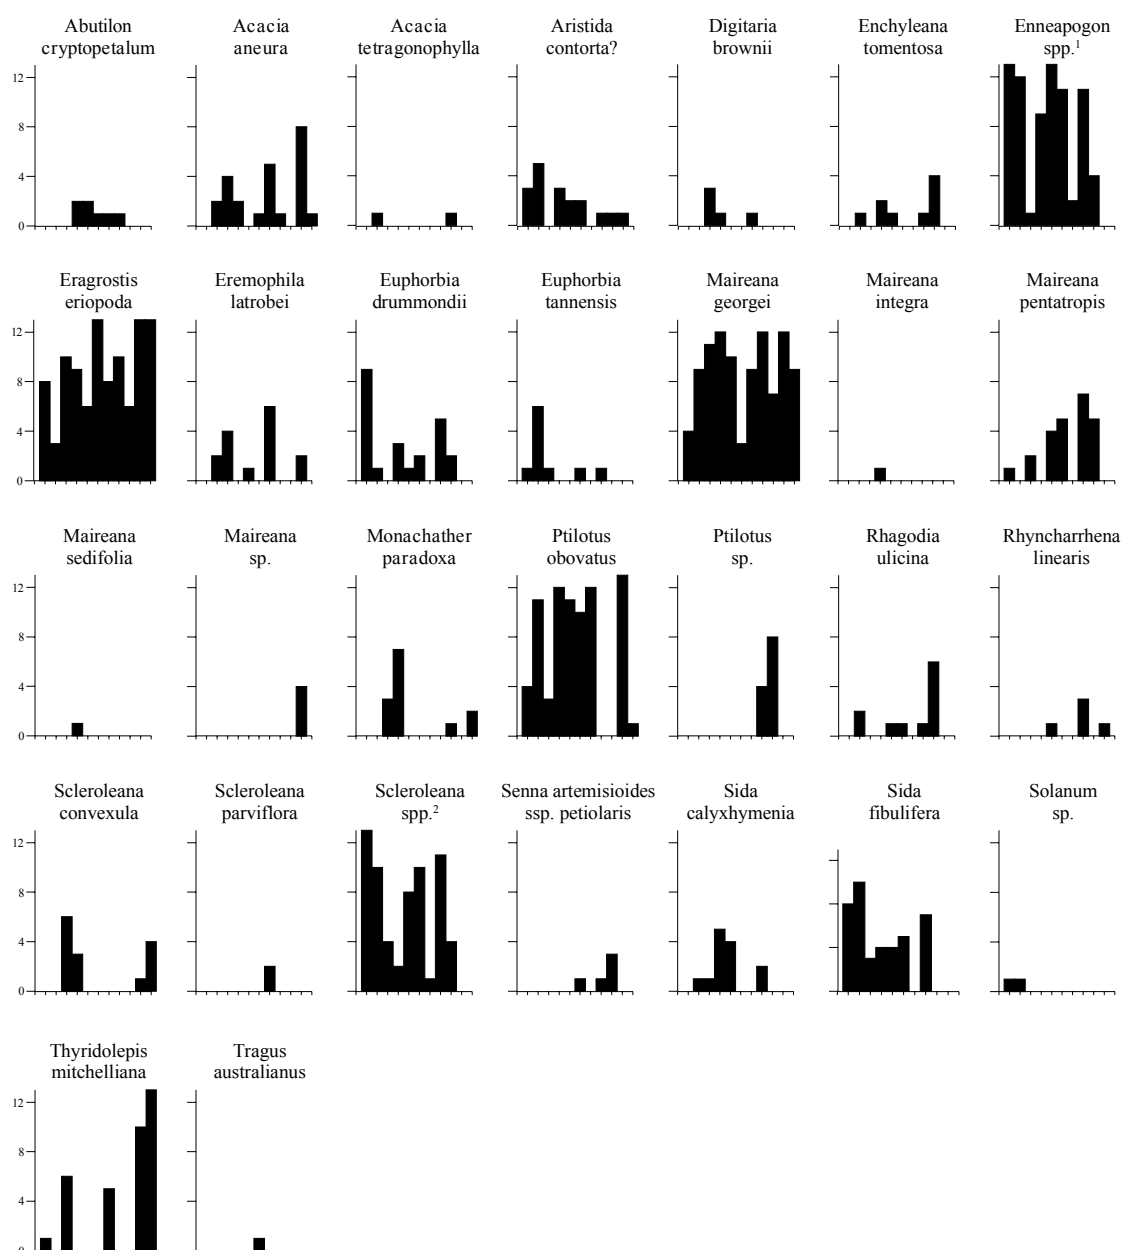 Abutilon
cryptopetalum
Acacia
aneura
Acacia
tetragonophylla
Aristida
contorta?
Digitaria
brownii
Enchyleana
tomentosa
Enneapogon
spp.¹
12
8
4
0
Eragrostis
eriopoda
Eremophila
latrobei
Euphorbia
drummondii
Euphorbia
tannensis
Maireana
georgei
Maireana
integra
Maireana
pentatropis
12
8
4
0
Maireana
sedifolia
Maireana
sp.
Monachather
paradoxa
Ptilotus
obovatus
Ptilotus
sp.
Rhagodia
ulicina
Rhyncharrhena
linearis
12
8
4
0
Scleroleana
convexula
Scleroleana
parviflora
Scleroleana
spp.²
Senna artemisioides
ssp. petiolaris
Sida
calyxhymenia
Sida
fibulifera
Solanum
sp.
12
8
4
0
Thyridolepis
mitchelliana
Tragus
australianus
12
8
4
0